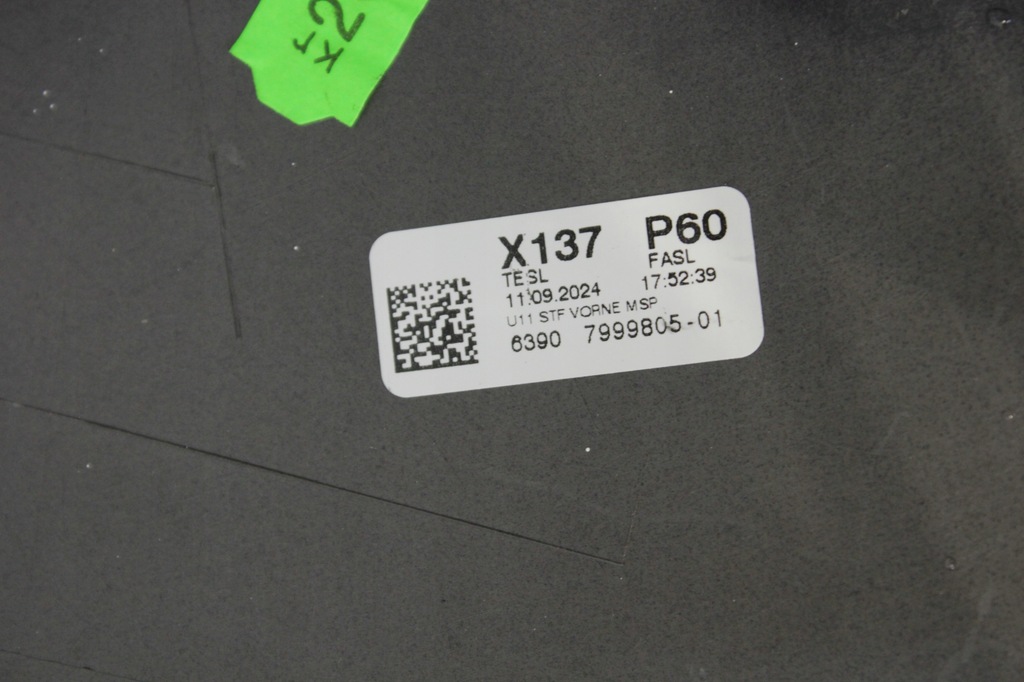 X137 P60
TESL FASL
11.09.2024 17:52:39
U11 STF VORNE MSP
6390 7999805-01